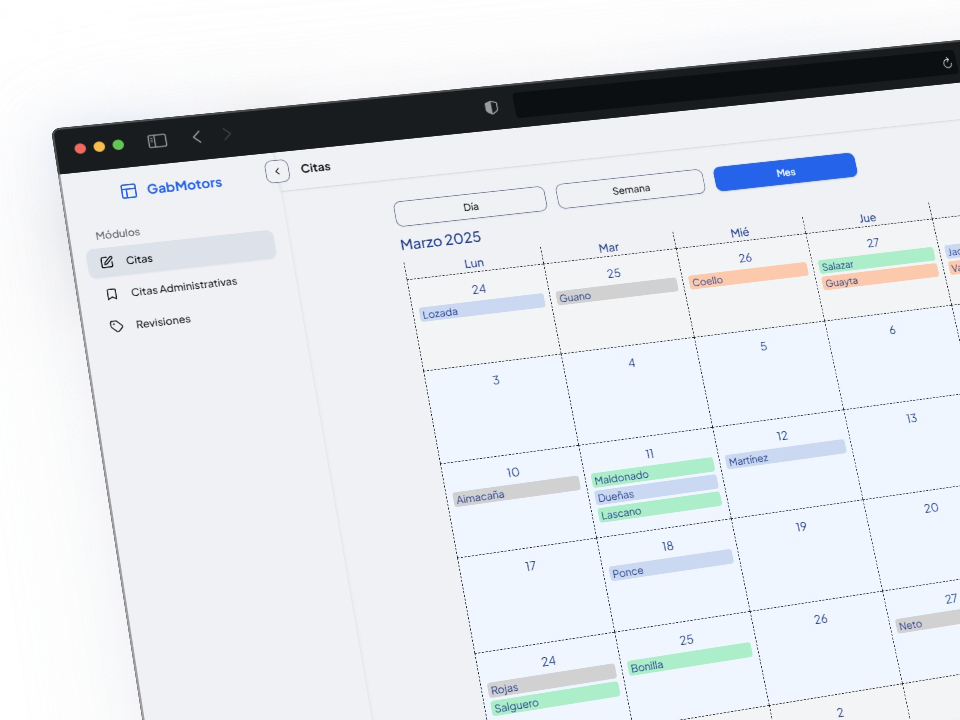 GabMotors
Citas
Módulos
Citas
Citas Administrativas
Revisiones
Día
Semana
Mes
Marzo 2025
Lun
Mar
Mié
Jue
24
25
26
27
Lozada
Guano
Coello
Salazar
Guayta
3
4
5
6
10
11
12
13
Aimacaña
Maldonado
Martínez
Dueñas
Lascano
17
18
19
20
Ponce
24
25
26
27
Rojas
Bonilla
Neto
Salguero
2